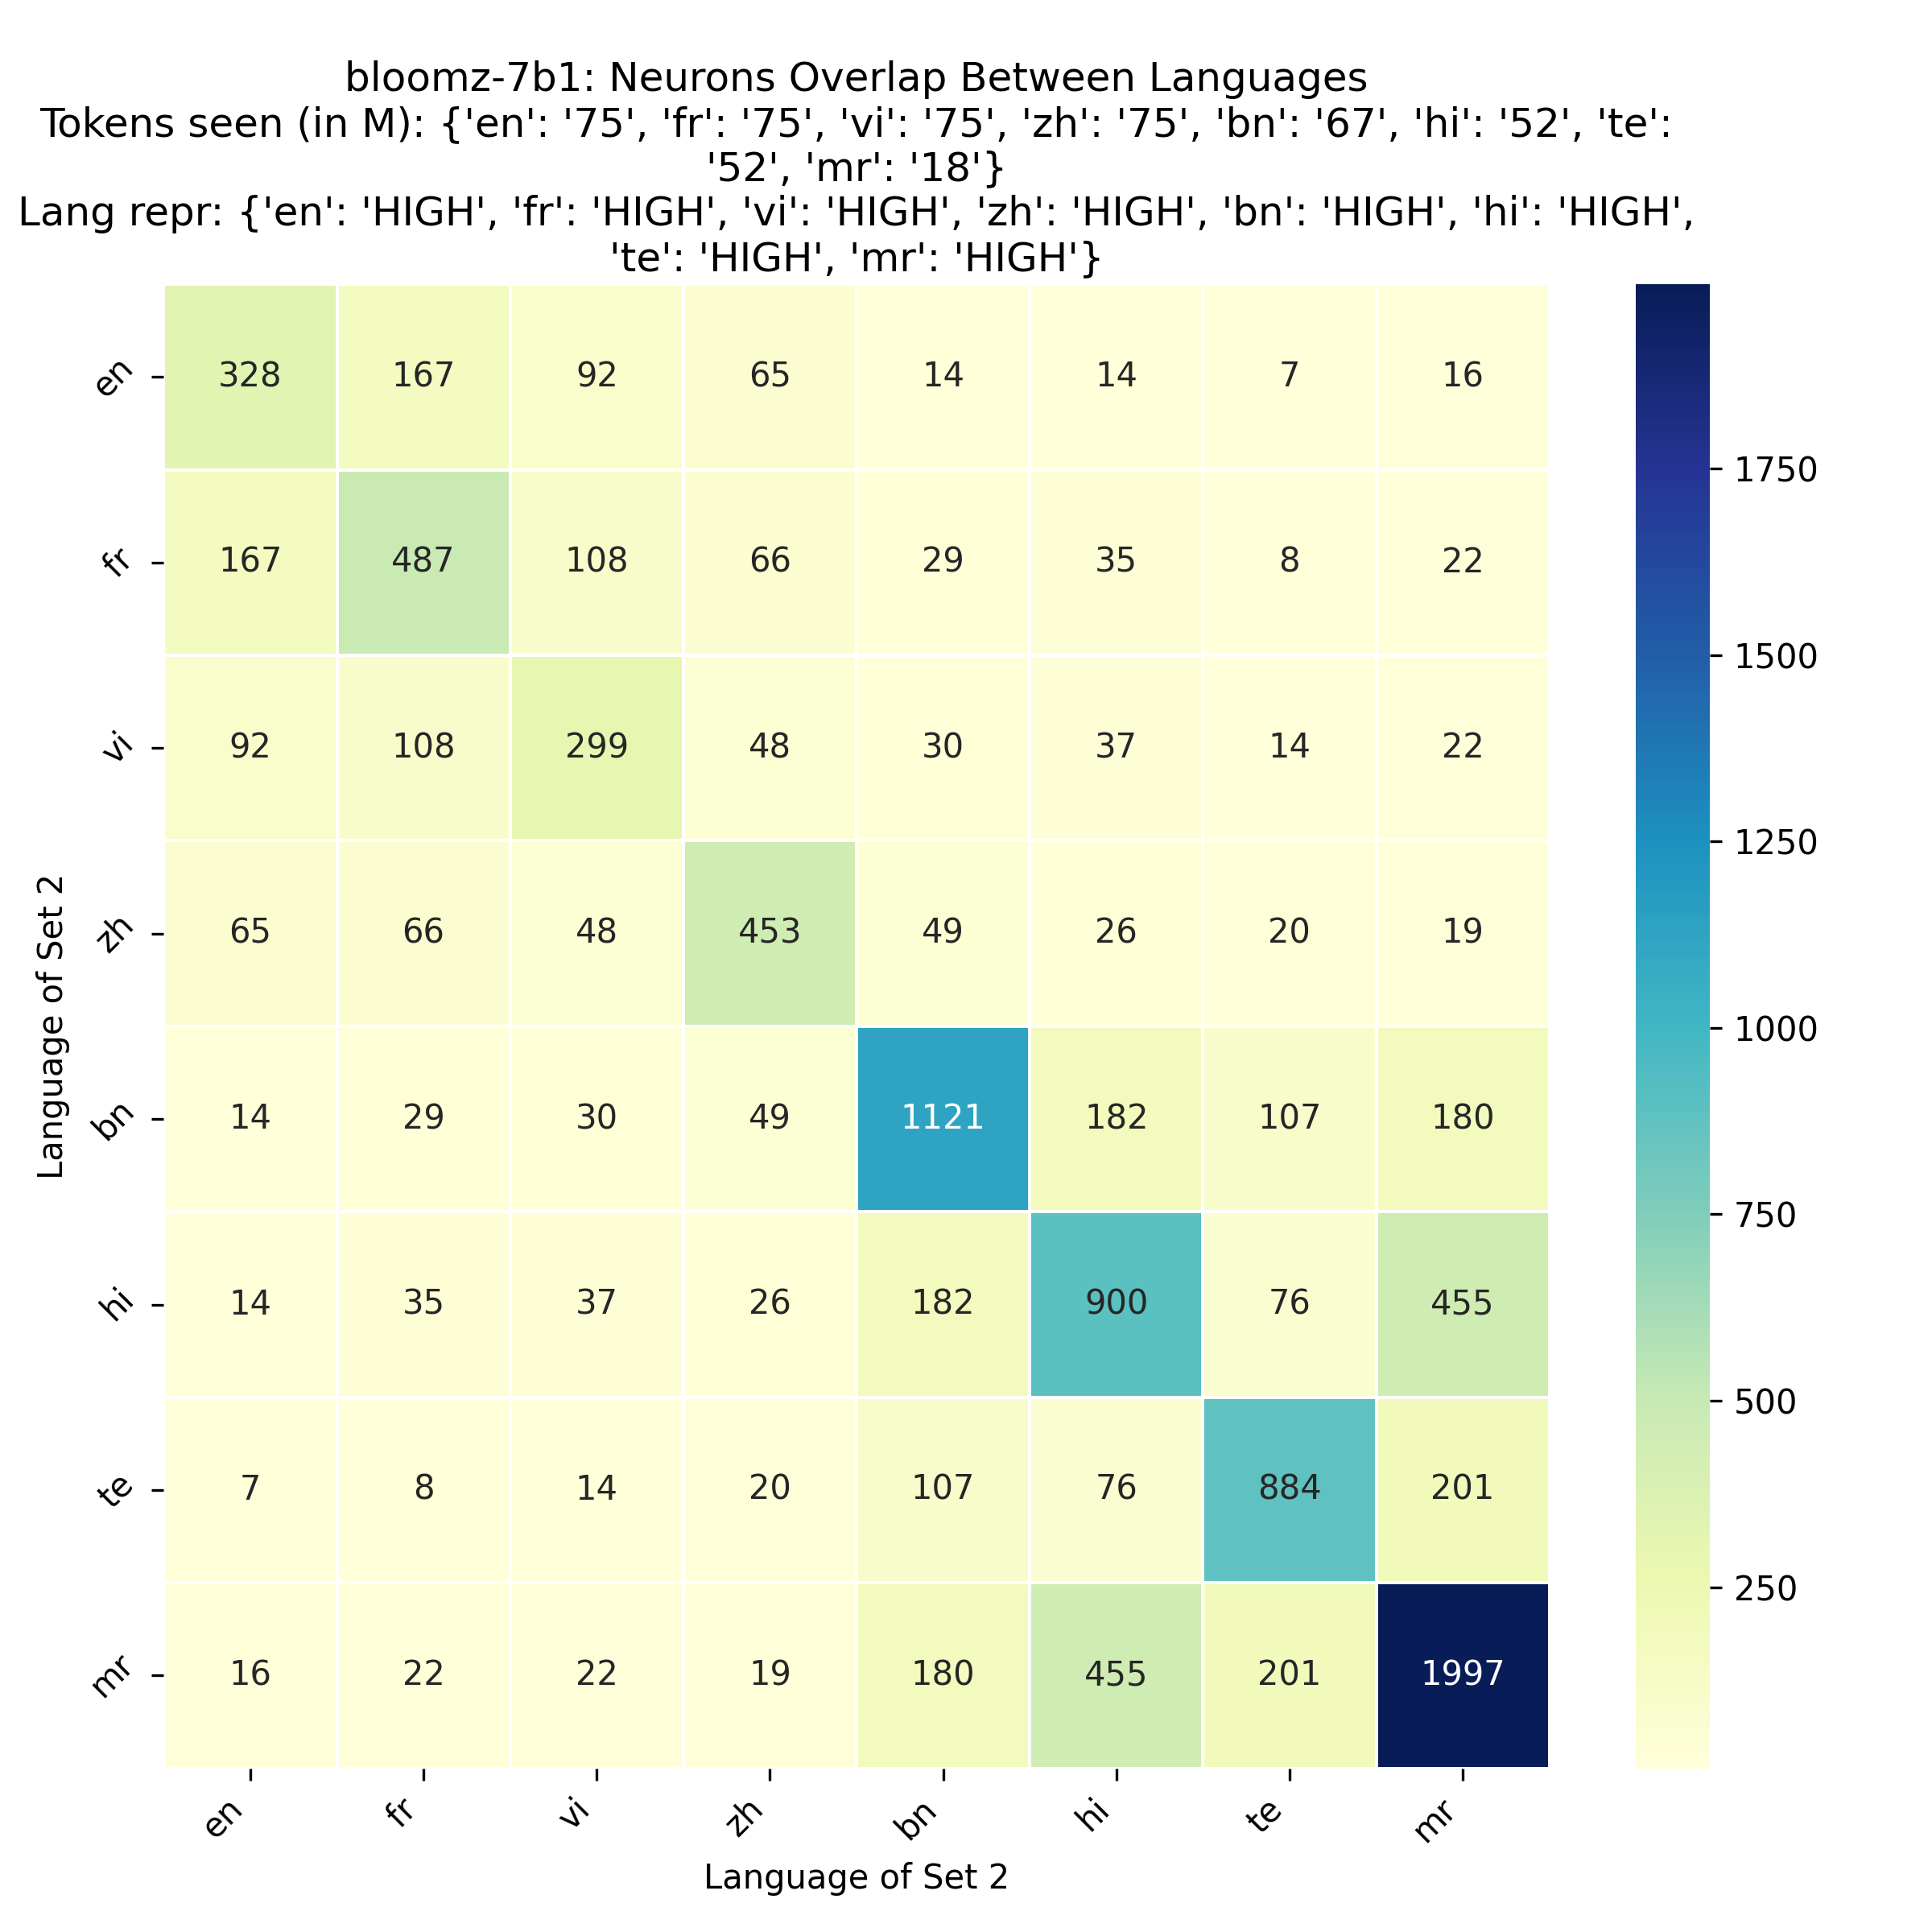 bloomz-7b1: Neurons Overlap Between Languages
Tokens seen (in M): {'en': '75', 'fr': '75', 'vi': '75', 'zh': '75', 'bn': '67', 'hi': '52', 'te':
'52', 'mr': '18'}
Lang repr: {'en': 'HIGH', 'fr': 'HIGH', 'vi': 'HIGH', 'zh': 'HIGH', 'bn': 'HIGH', 'hi': 'HIGH',
'te': 'HIGH', 'mr': 'HIGH'}
Language of Set 2
en 328 167 92 65 14 14 7 16
fr 167 487 108 66 29 35 8 22
vi 92 108 299 48 30 37 14 22
zh 65 66 48 453 49 26 20 19
bn 14 29 30 49 1121 182 107 180
hi 14 35 37 26 182 900 76 455
te 7 8 14 20 107 76 884 201
mr 16 22 22 19 180 455 201 1997
en fr vi zh bn hi te mr
Language of Set 2
1750
1500
1250
1000
750
500
250